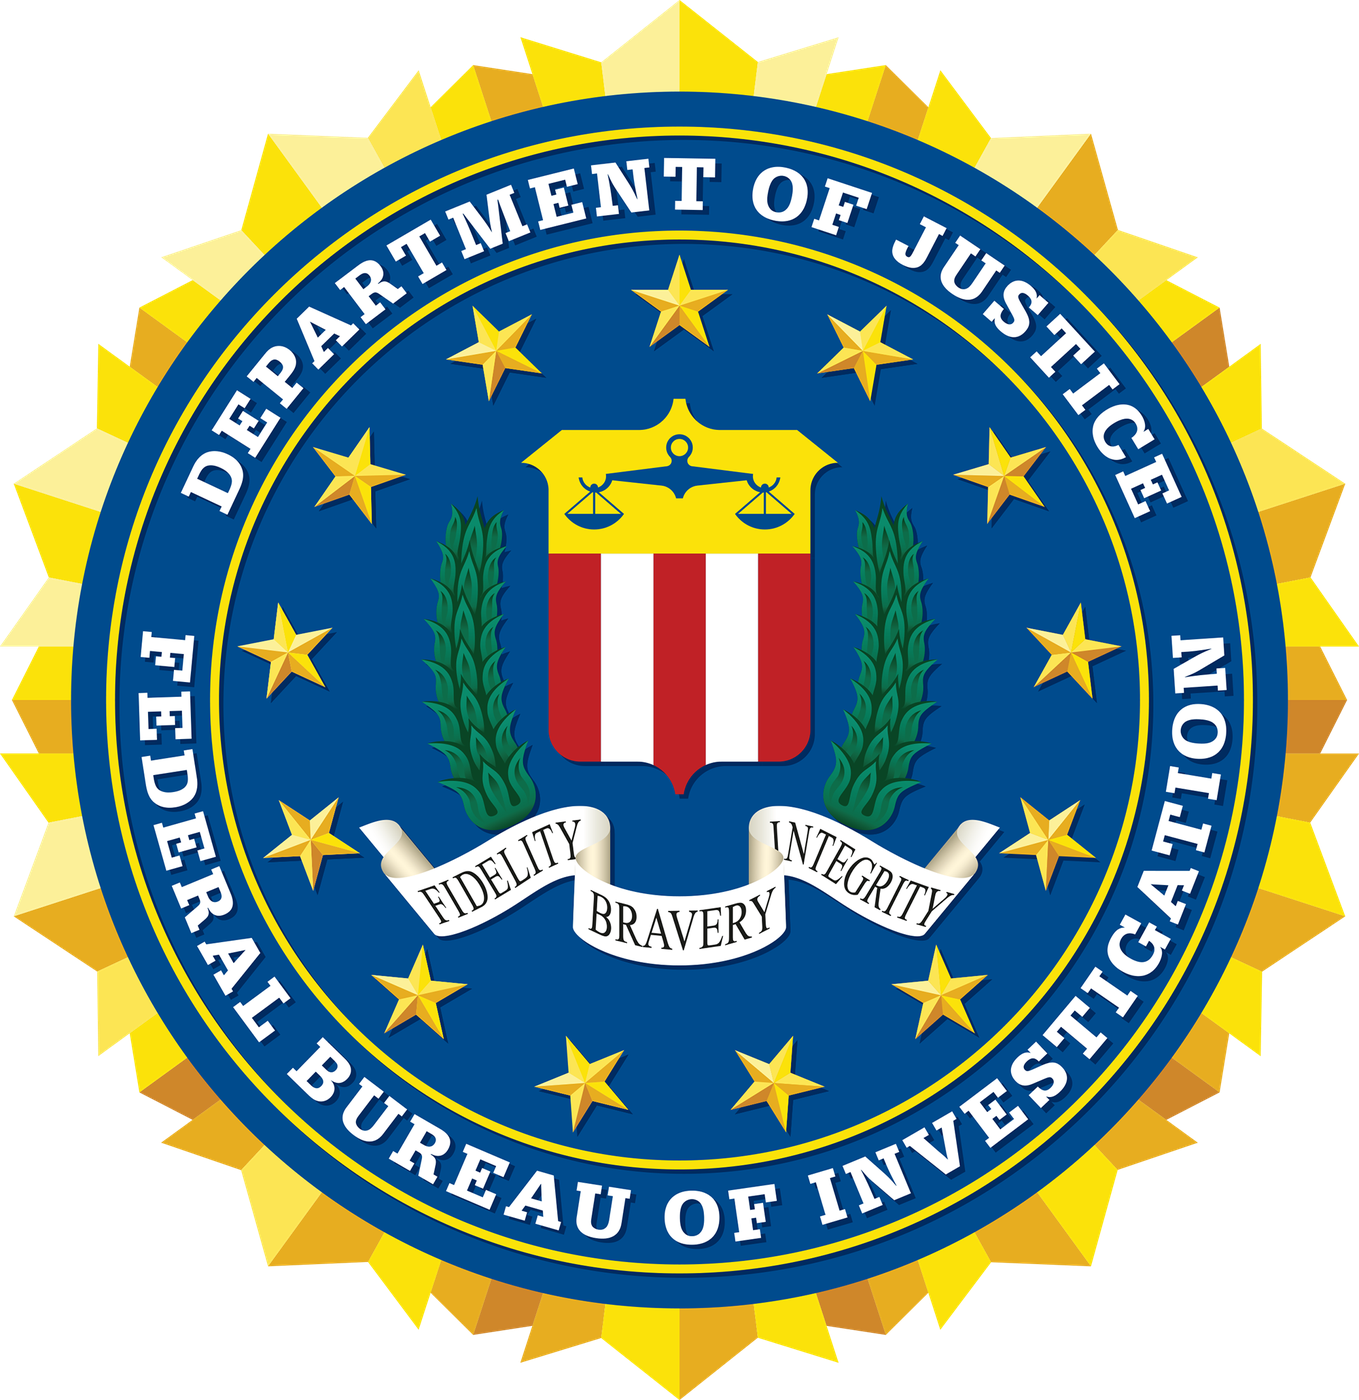 DEPARTMENT OF JUSTICE
FIDELITY
BRAVERY
INTEGRITY
FEDERAL BUREAU OF INVESTIGATION